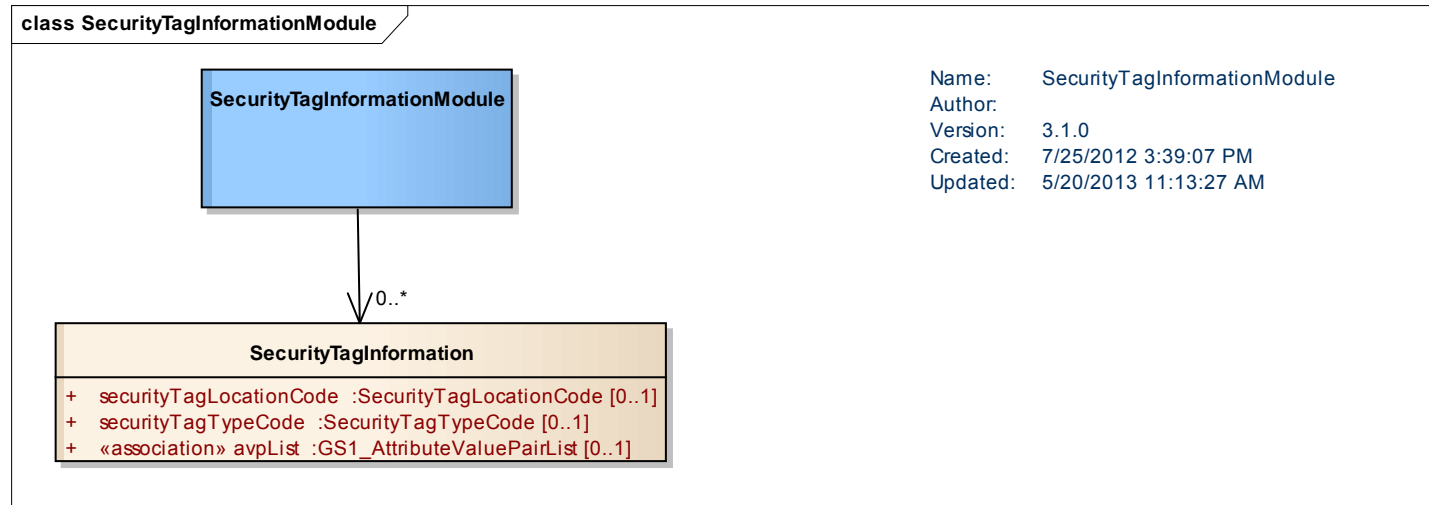 class SecurityTagInformationModule
SecurityTagInformationModule
Name: SecurityTagInformationModule
Author:
Version: 3.1.0
Created: 7/25/2012 3:39:07 PM
Updated: 5/20/2013 11:13:27 AM
0..*
SecurityTagInformation
+ securityTagLocationCode :SecurityTagLocationCode [0..1]
+ securityTagTypeCode :SecurityTagTypeCode [0..1]
+ «association» avpList :GS1_AttributeValuePairList [0..1]